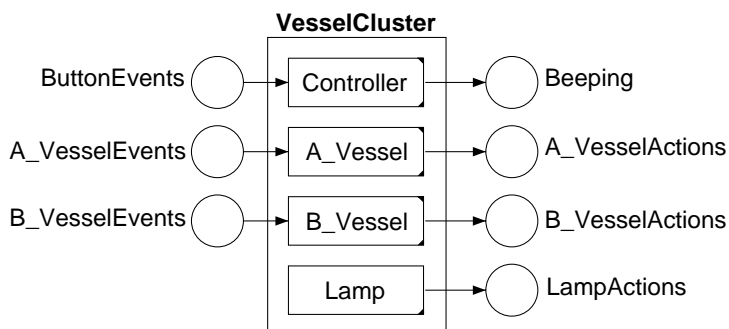 VesselCluster
ButtonEvents Controller Beeping
A_VesselEvents A_Vessel A_VesselActions
B_VesselEvents B_Vessel B_VesselActions
Lamp LampActions